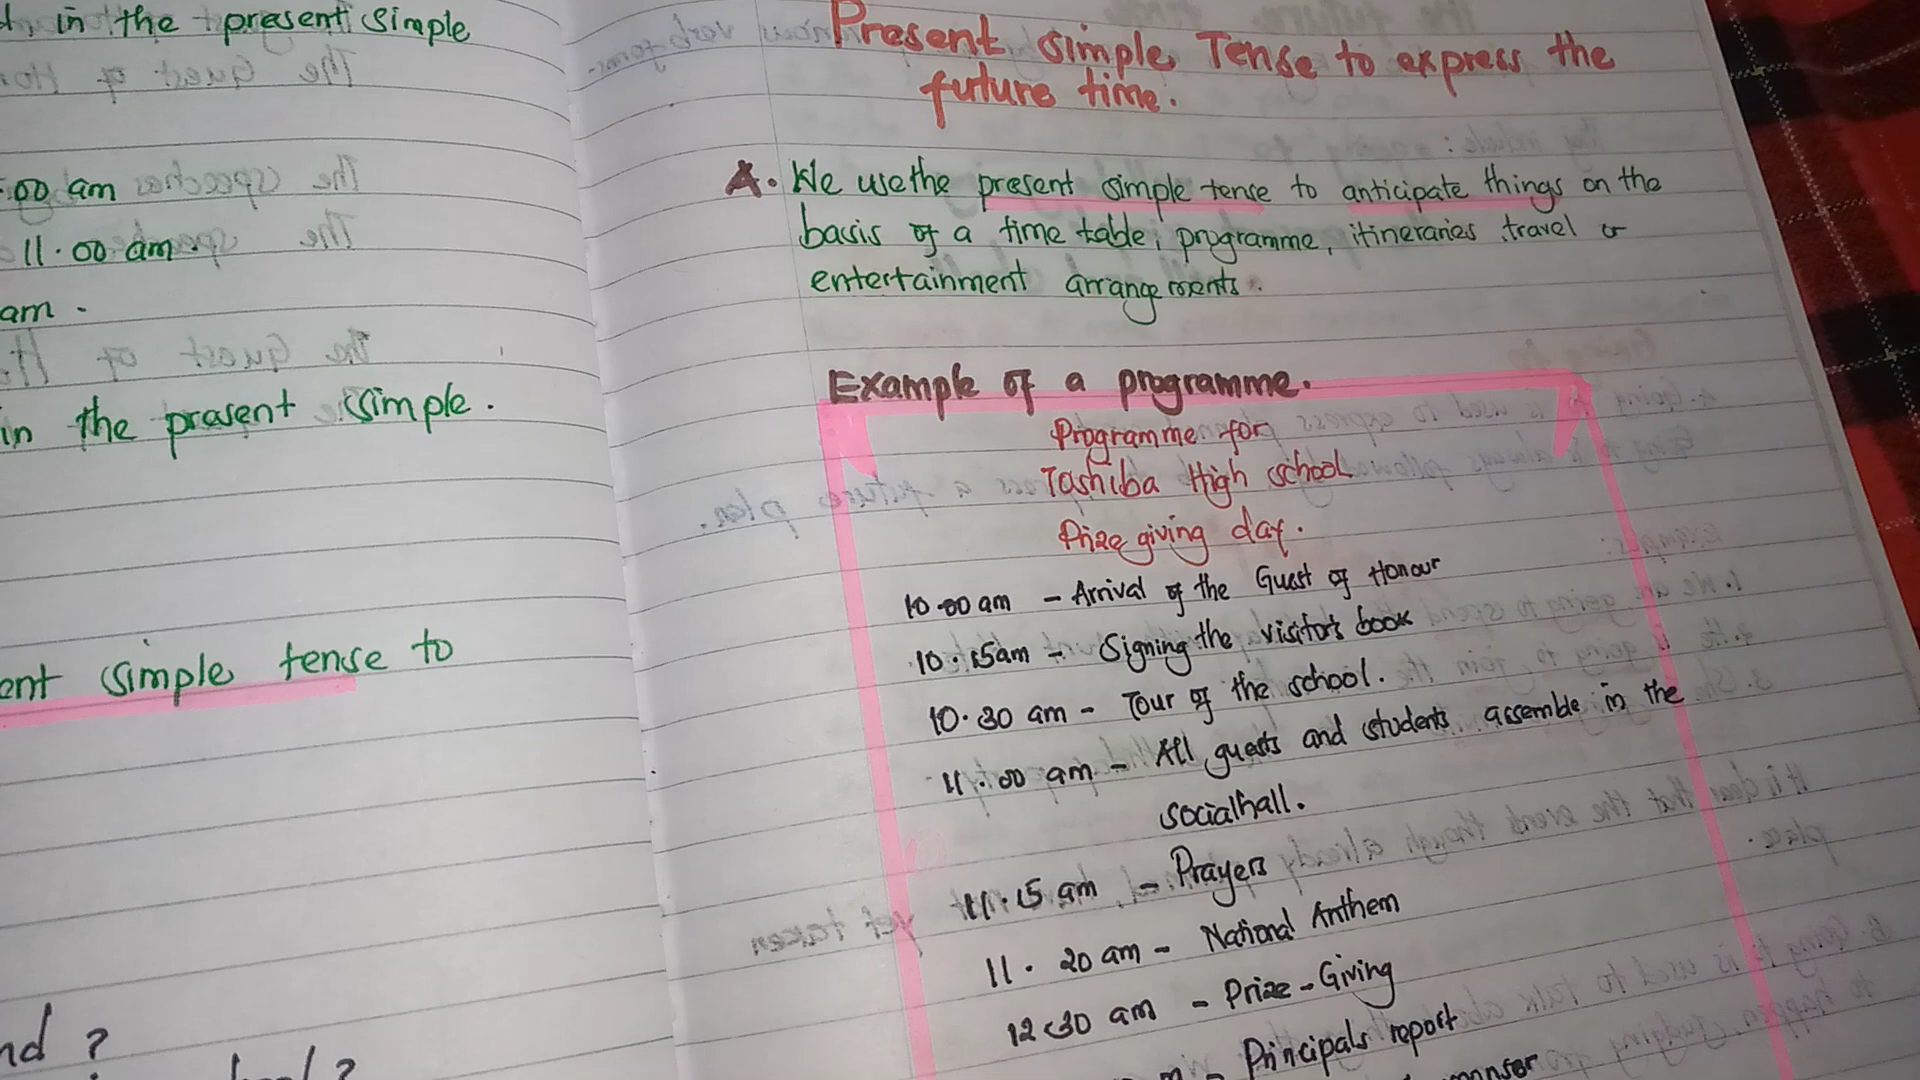 in the present simple
00 am
11.00 am.
am.
in the present simple.
simple tense to
?
?
Present simple Tense to express the
future time.
A. We use the present simple tense to anticipate things on the
basis of a time table, programme, itineraries travel or
entertainment arrangements.
Example of a programme.
Programme for
Tashiba High school
Prize giving day.
10.00 am - Arrival of the Guest of Honour
10.15am - Signing the visitor's book
10.30 am - Tour of the school.
11.00 am - All guests and students assemble in the
socialhall.
11.15 am - Prayers
11.20 am - National Anthem
12.30 am - Prize-Giving
- Principals report